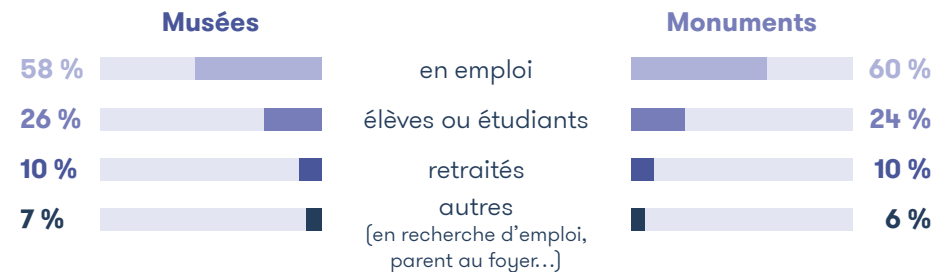 Musées
Monuments
58 %
en emploi
60 %
26 %
élèves ou étudiants
24 %
10 %
retraités
10 %
7 %
autres
(en recherche d’emploi,
parent au foyer…)
6 %